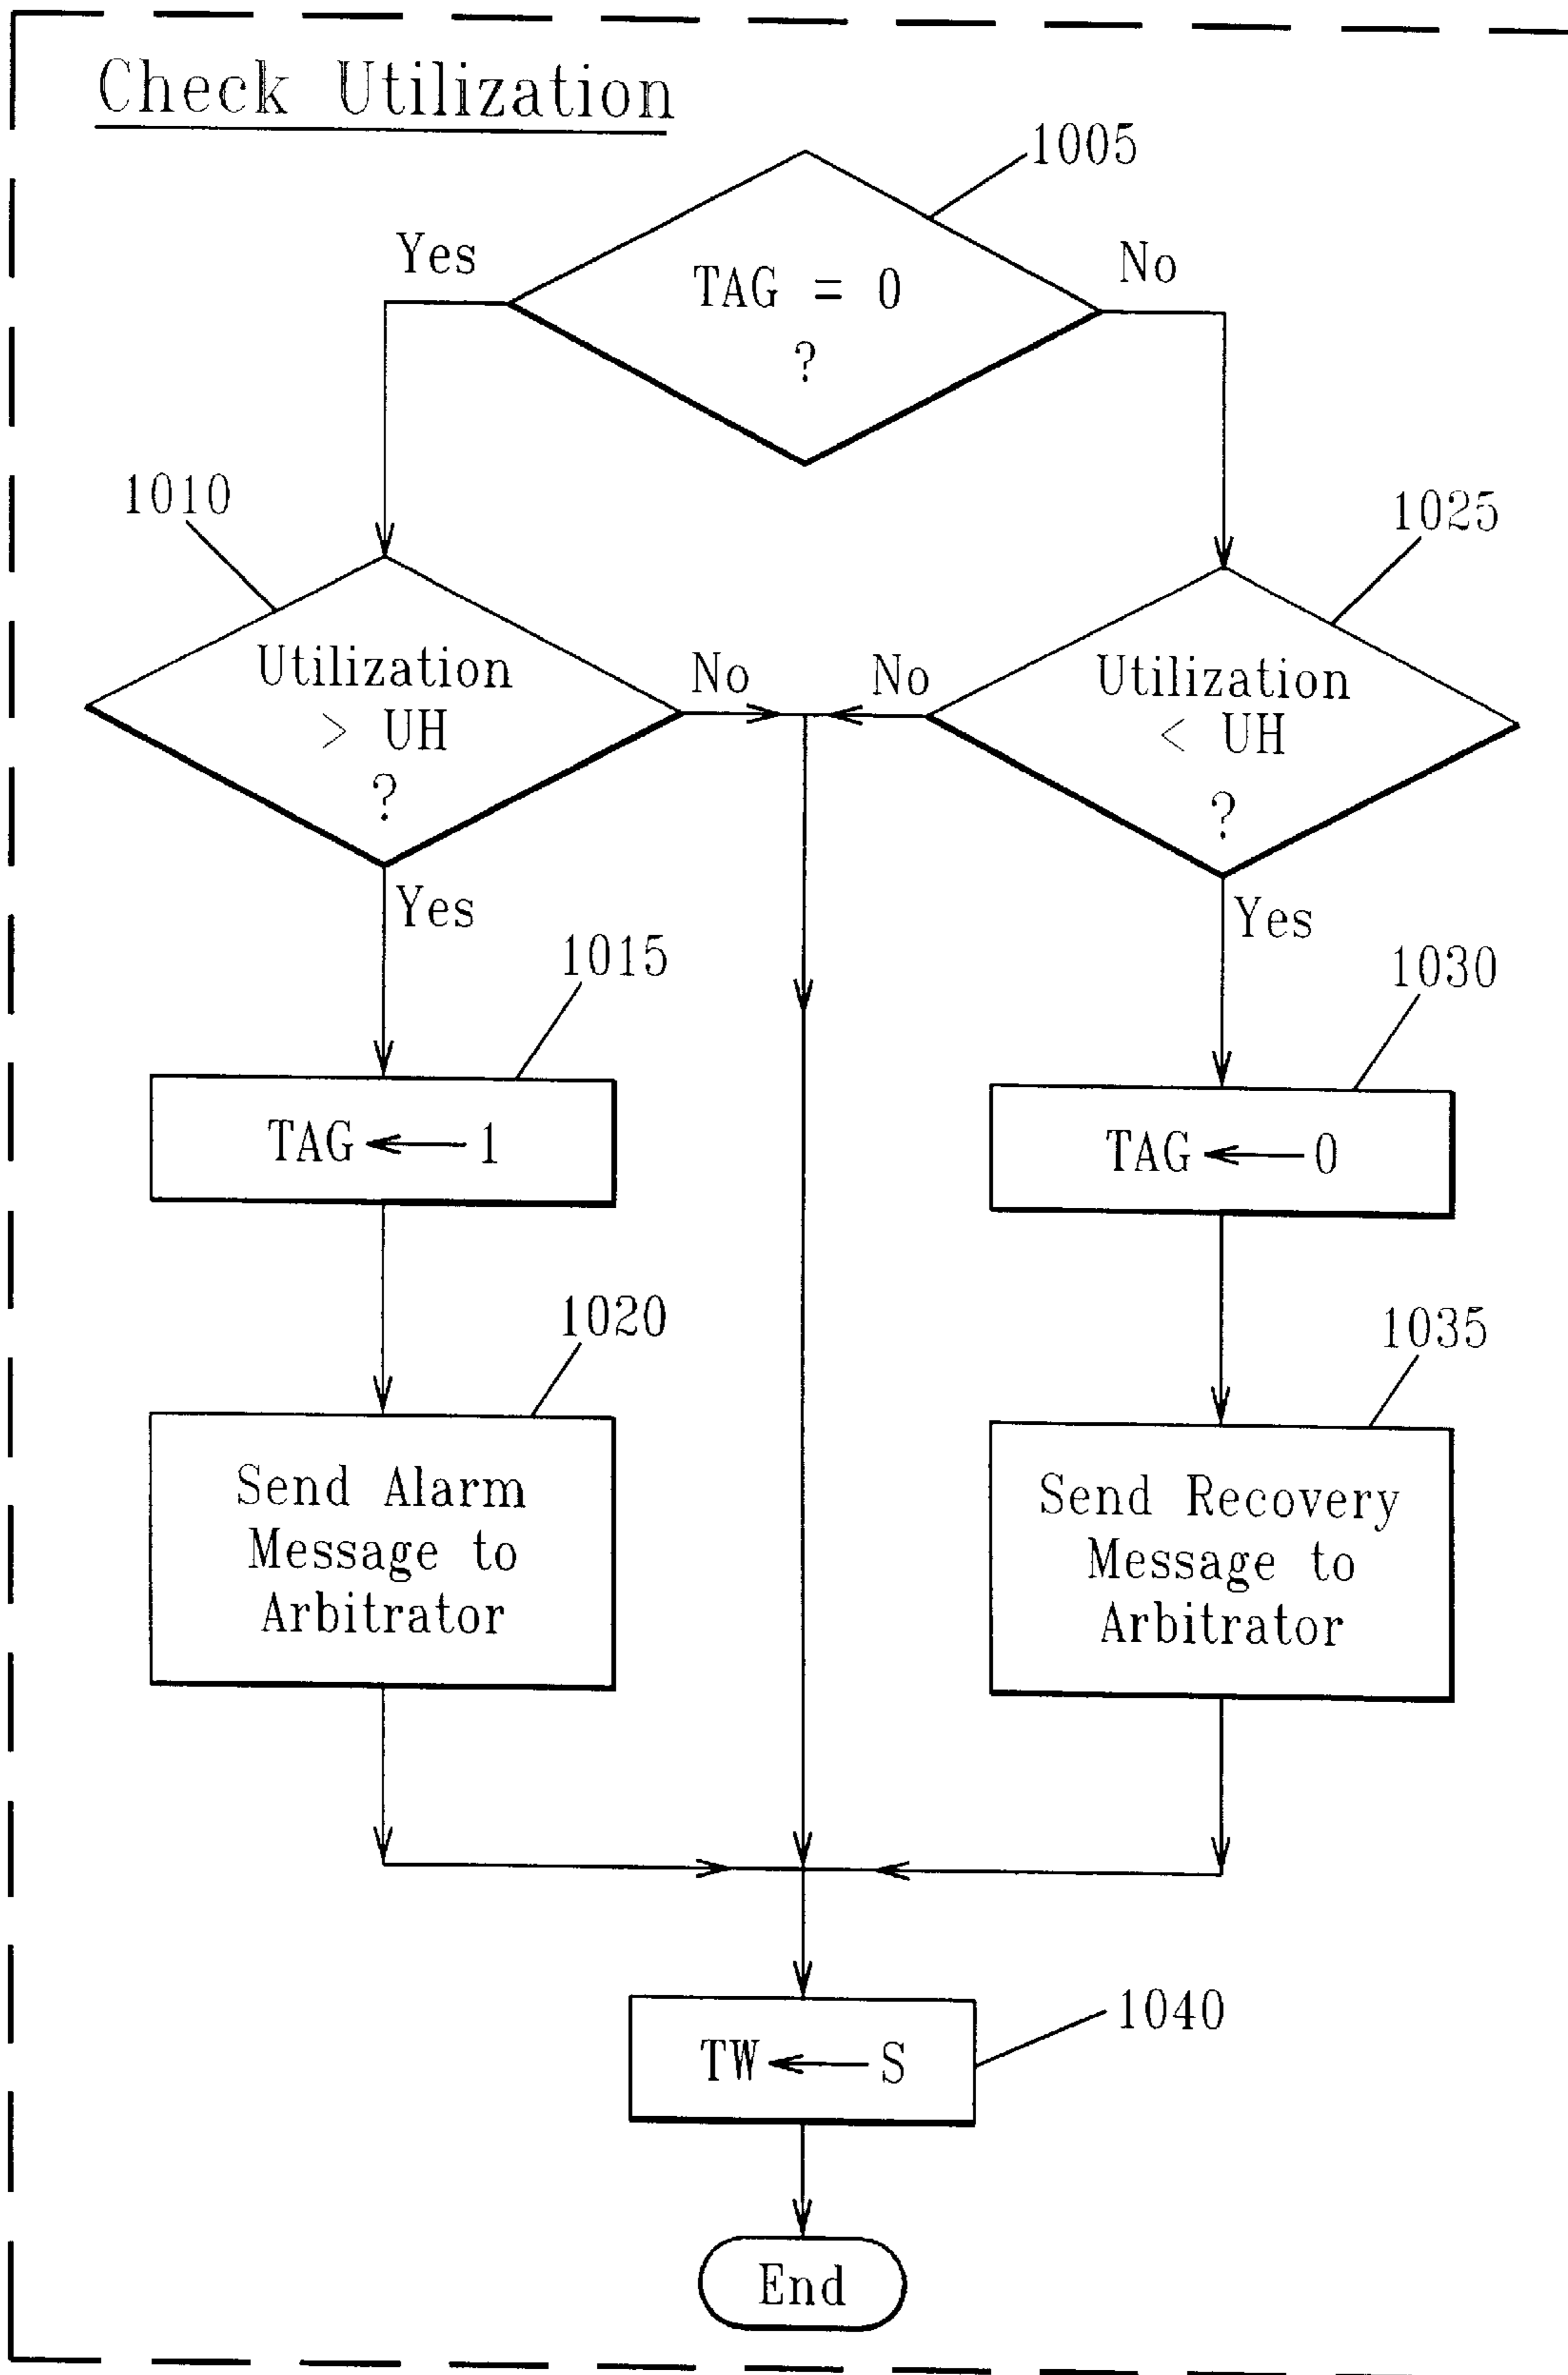 Check Utilization
1005
Yes
No
TAG = 0
?
1010
1025
Utilization
> UH
?
No
No
Utilization
< UH
?
Yes
Yes
1015
1030
TAG ← 1
TAG ← 0
1020
1035
Send Alarm
Message to
Arbitrator
Send Recovery
Message to
Arbitrator
TW ← S
1040
End